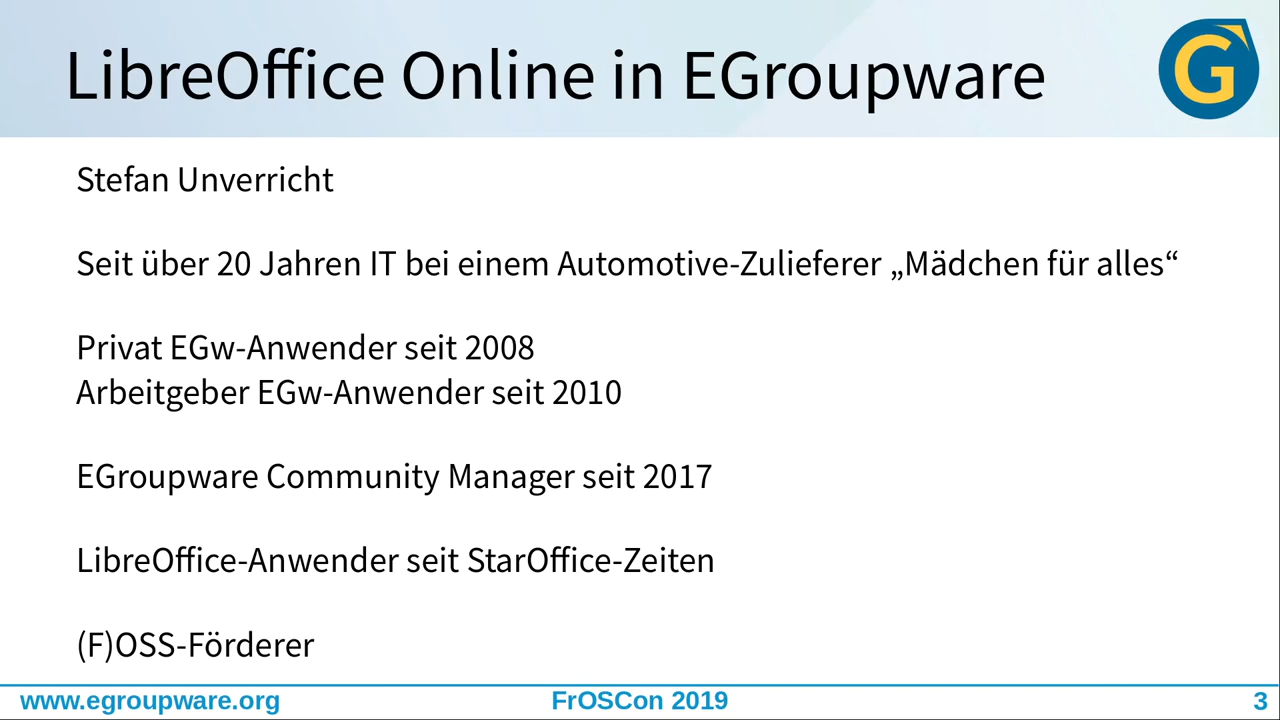 LibreOffice Online in EGroupware
G
Stefan Unverricht
Seit über 20 Jahren IT bei einem Automotive-Zulieferer „Mädchen für alles“
Privat EGw-Anwender seit 2008
Arbeitgeber EGw-Anwender seit 2010
EGroupware Community Manager seit 2017
LibreOffice-Anwender seit StarOffice-Zeiten
(F)OSS-Förderer
www.egroupware.org FrOSCon 2019 3